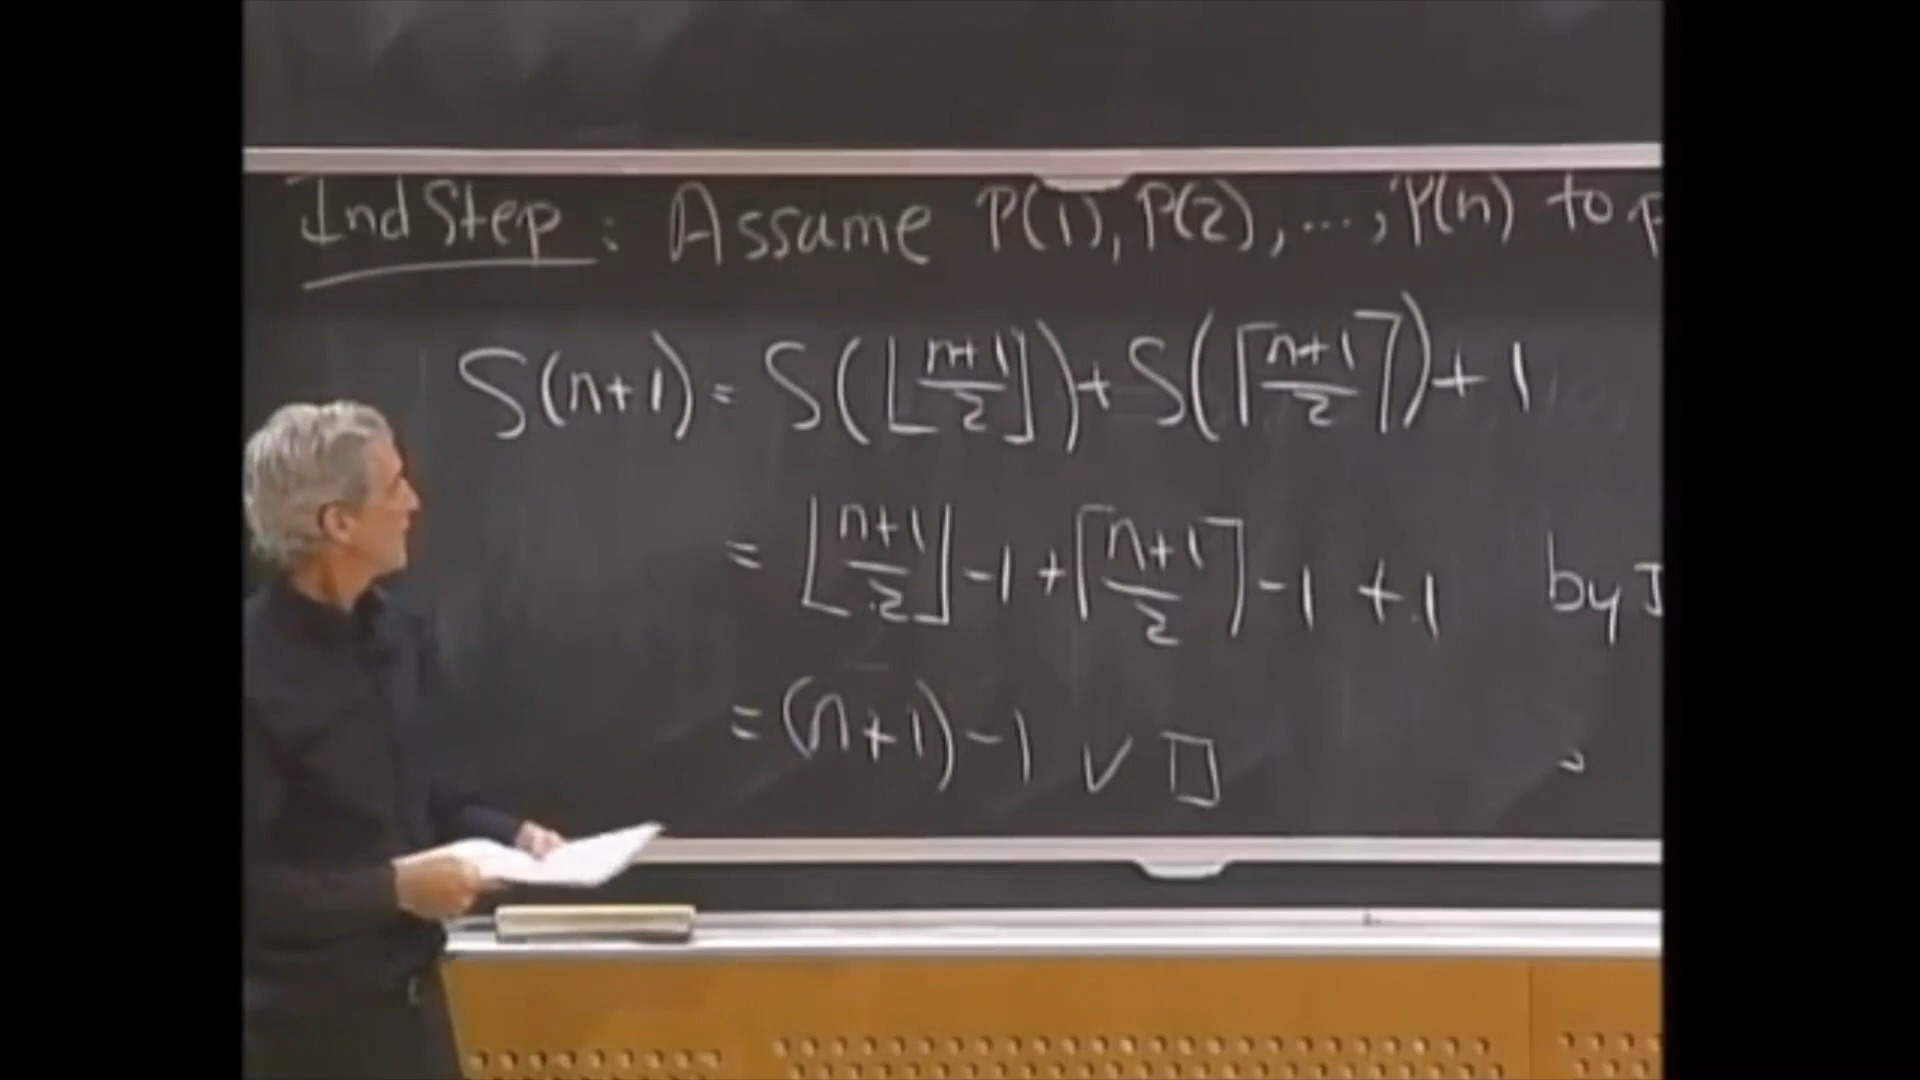 Ind Step: Assume P(1), P(2), ..., P(n) to
S(n+1) = S(⌊(n+1)/2⌋) + S(⌈(n+1)/2⌉) + 1
= ⌊(n+1)/2⌋ - 1 + ⌈(n+1)/2⌉ - 1 + 1 by
= (n+1) - 1 ✓ □